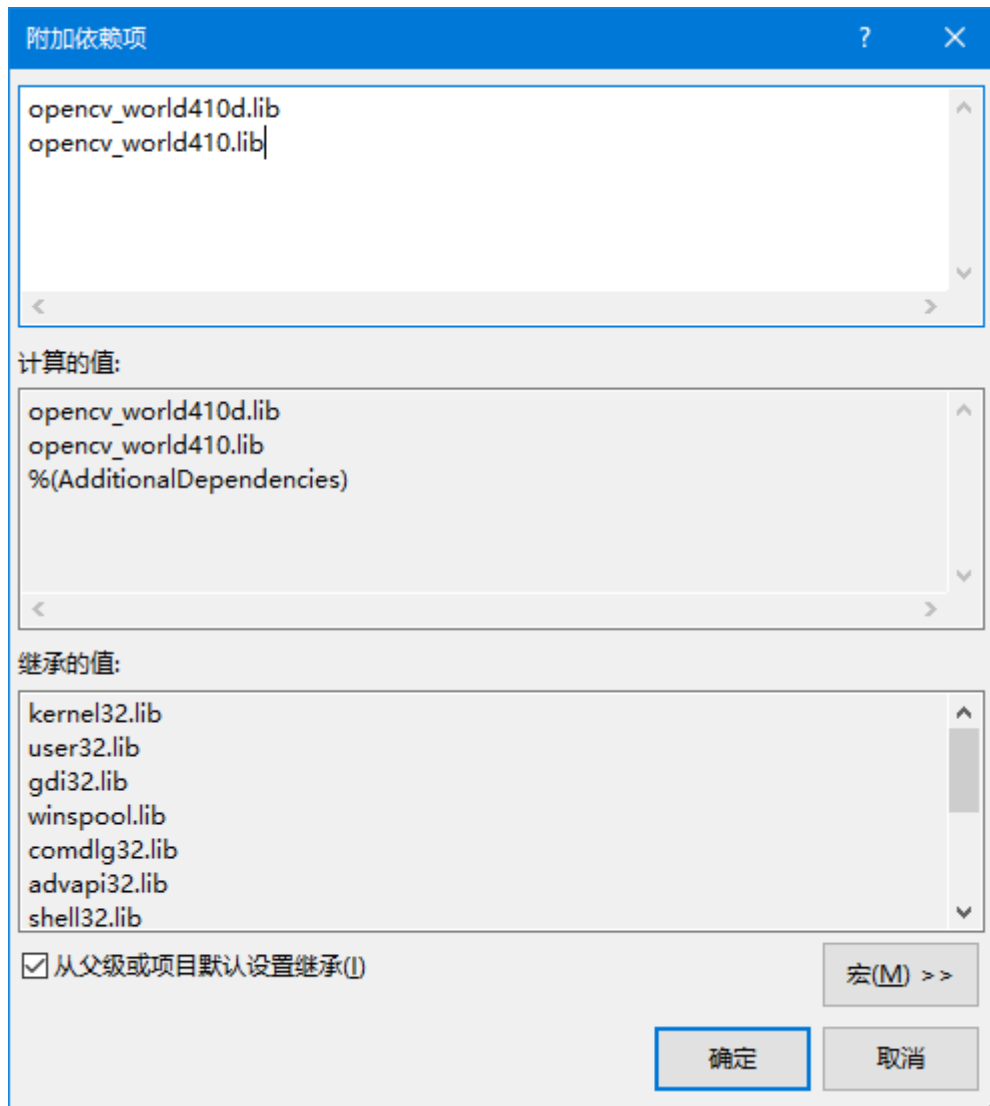 附加依赖项
opencv_world410d.lib
opencv_world410.lib
计算的值:
opencv_world410d.lib
opencv_world410.lib
%(AdditionalDependencies)
继承的值:
kernel32.lib
user32.lib
gdi32.lib
winspool.lib
comdlg32.lib
advapi32.lib
shell32.lib
从父级或项目默认设置继承(I)
宏(M) >>
确定 取消